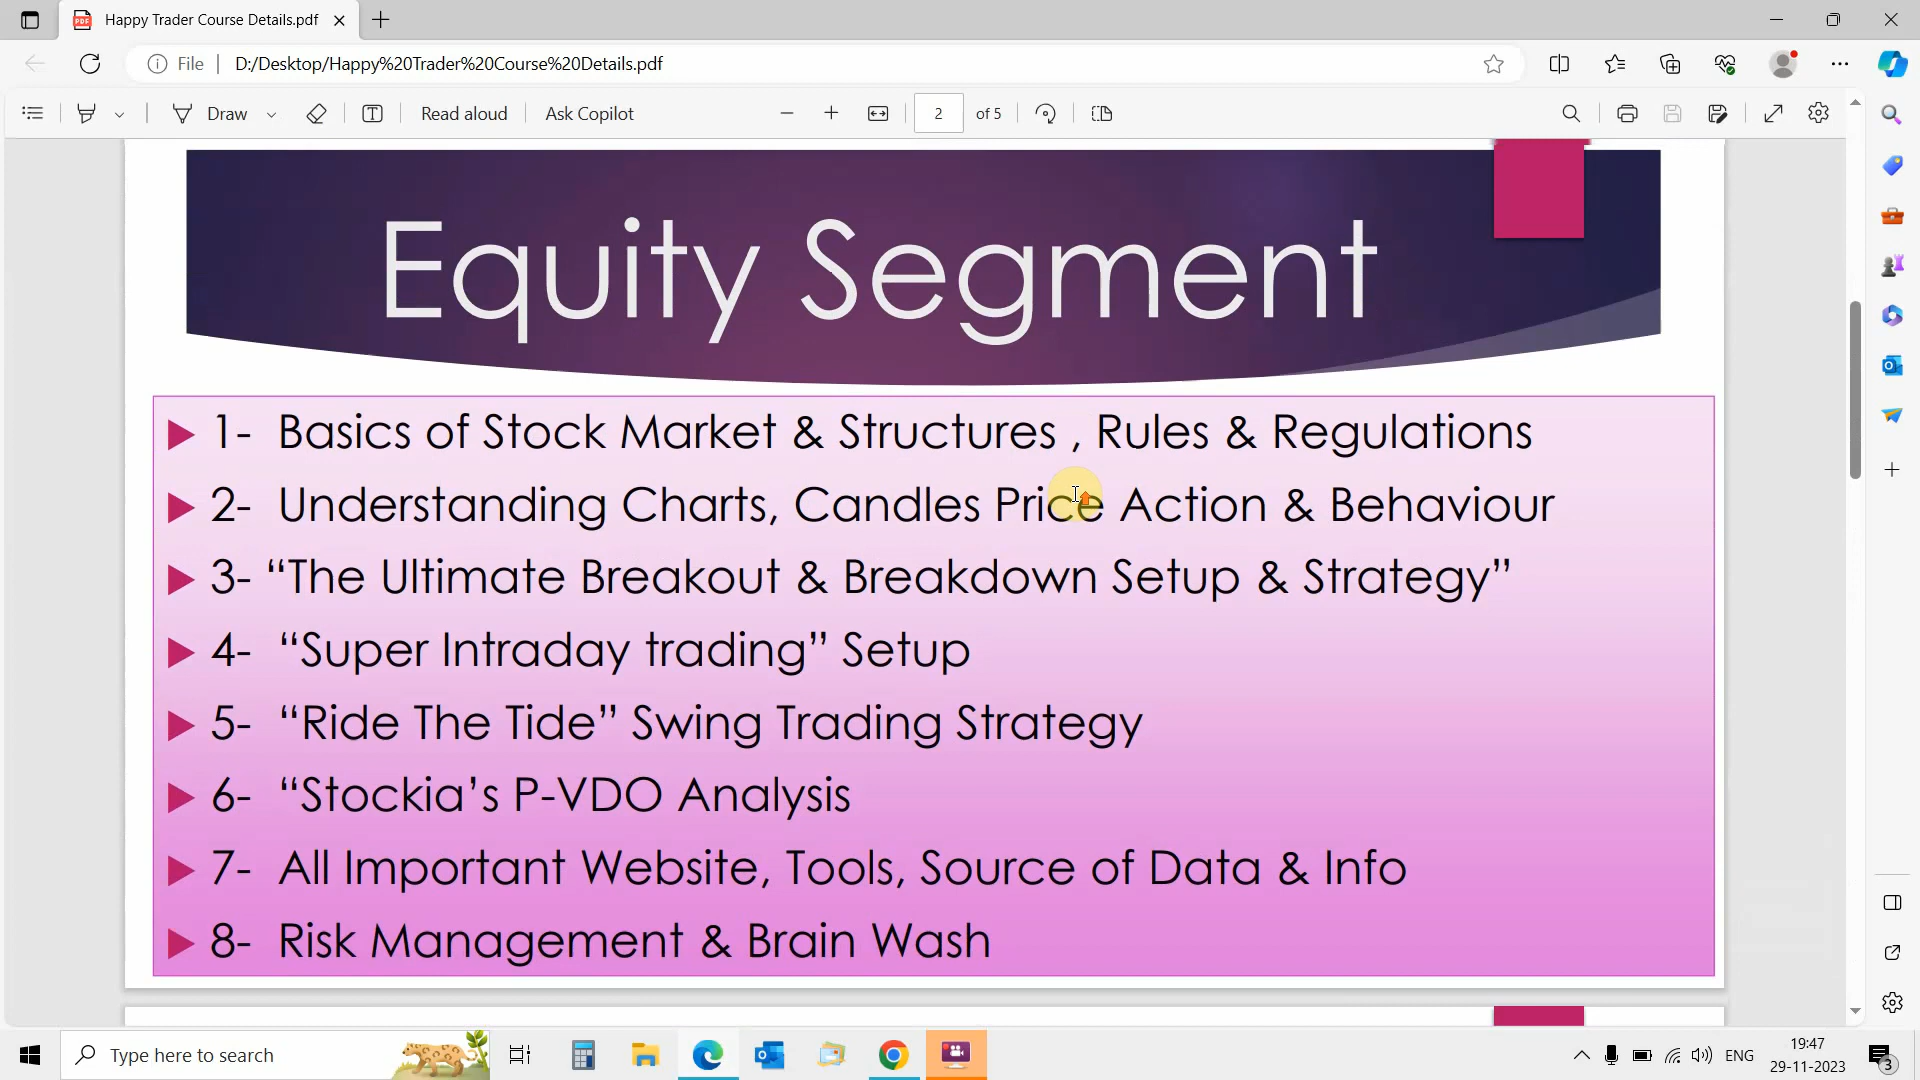 Happy Trader Course Details.pdf
File
D:/Desktop/Happy%20Trader%20Course%20Details.pdf
Draw
Read aloud
Ask Copilot
2
of 5
Equity Segment
1- Basics of Stock Market & Structures , Rules & Regulations
2- Understanding Charts, Candles Price Action & Behaviour
3- “The Ultimate Breakout & Breakdown Setup & Strategy”
4- “Super Intraday trading” Setup
5- “Ride The Tide” Swing Trading Strategy
6- “Stockia’s P-VDO Analysis
7- All Important Website, Tools, Source of Data & Info
8- Risk Management & Brain Wash
Type here to search
ENG
19:47
29-11-2023
3